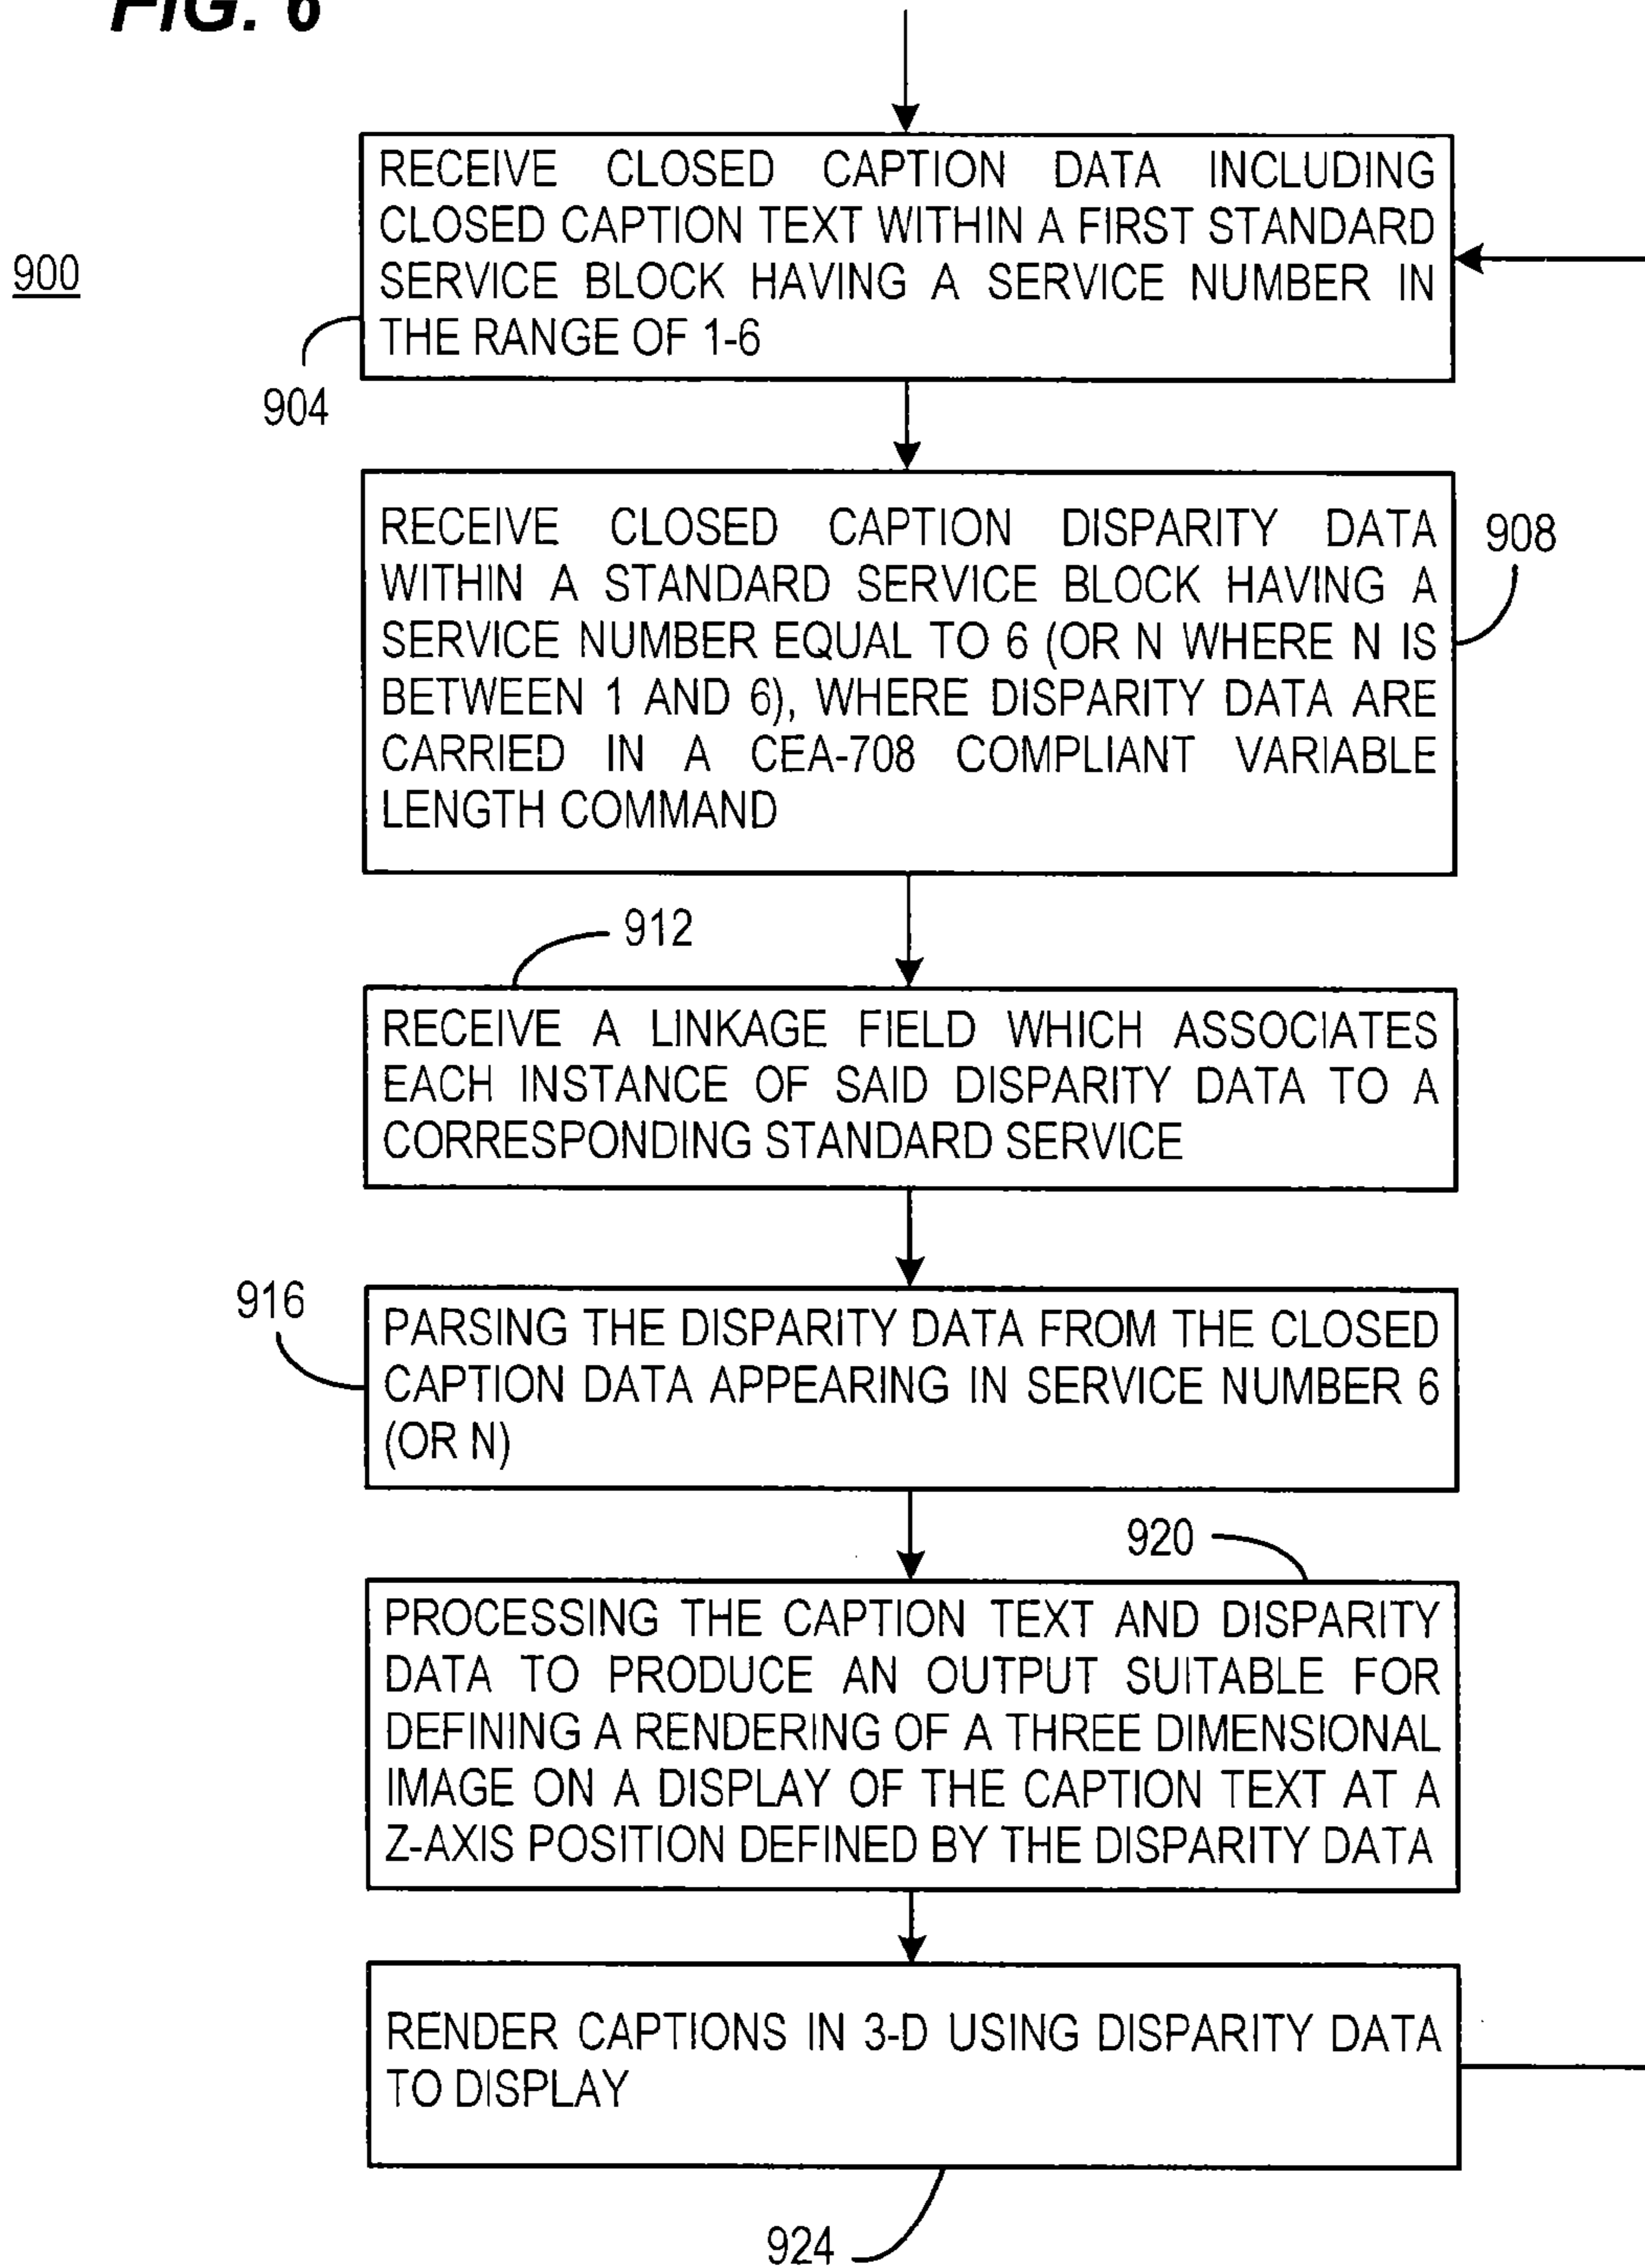 FIG. 6
900
RECEIVE CLOSED CAPTION DATA INCLUDING
CLOSED CAPTION TEXT WITHIN A FIRST STANDARD
SERVICE BLOCK HAVING A SERVICE NUMBER IN
THE RANGE OF 1-6
904
RECEIVE CLOSED CAPTION DISPARITY DATA
WITHIN A STANDARD SERVICE BLOCK HAVING A
SERVICE NUMBER EQUAL TO 6 (OR N WHERE N IS
BETWEEN 1 AND 6), WHERE DISPARITY DATA ARE
CARRIED IN A CEA-708 COMPLIANT VARIABLE
LENGTH COMMAND
908
912
RECEIVE A LINKAGE FIELD WHICH ASSOCIATES
EACH INSTANCE OF SAID DISPARITY DATA TO A
CORRESPONDING STANDARD SERVICE
916
PARSING THE DISPARITY DATA FROM THE CLOSED
CAPTION DATA APPEARING IN SERVICE NUMBER 6
(OR N)
920
PROCESSING THE CAPTION TEXT AND DISPARITY
DATA TO PRODUCE AN OUTPUT SUITABLE FOR
DEFINING A RENDERING OF A THREE DIMENSIONAL
IMAGE ON A DISPLAY OF THE CAPTION TEXT AT A
Z-AXIS POSITION DEFINED BY THE DISPARITY DATA
RENDER CAPTIONS IN 3-D USING DISPARITY DATA
TO DISPLAY
924